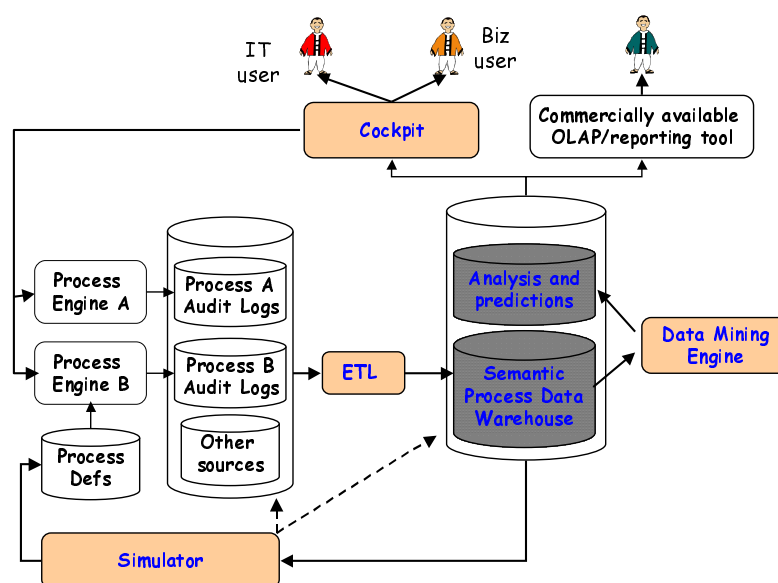 IT
user
Biz
user
Cockpit
Commercially available
OLAP/reporting tool
Process
Engine A
Process A
Audit Logs
Analysis and
predictions
Data Mining
Engine
Process
Engine B
Process B
Audit Logs
ETL
Semantic
Process Data
Warehouse
Process
Defs
Other
sources
Simulator